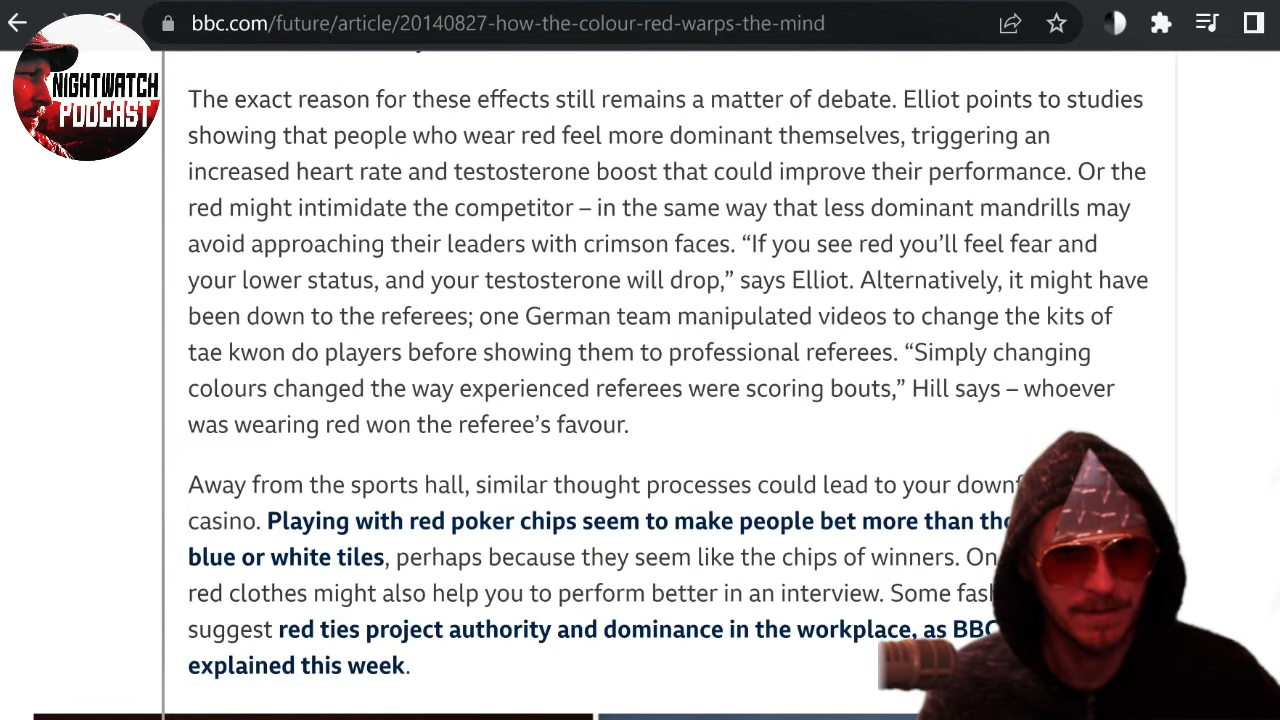 bbc.com/future/article/20140827-how-the-colour-red-warps-the-mind
NIGHTWATCH
PODCAST
The exact reason for these effects still remains a matter of debate. Elliot points to studies
showing that people who wear red feel more dominant themselves, triggering an
increased heart rate and testosterone boost that could improve their performance. Or the
red might intimidate the competitor – in the same way that less dominant mandrills may
avoid approaching their leaders with crimson faces. “If you see red you’ll feel fear and
your lower status, and your testosterone will drop,” says Elliot. Alternatively, it might have
been down to the referees; one German team manipulated videos to change the kits of
tae kwon do players before showing them to professional referees. “Simply changing
colours changed the way experienced referees were scoring bouts,” Hill says – whoever
was wearing red won the referee’s favour.
Away from the sports hall, similar thought processes could lead to your
casino. Playing with red poker chips seem to make people bet more than
blue or white tiles, perhaps because they seem like the chips of winners.
red clothes might also help you to perform better in an interview. Some
suggest red ties project authority and dominance in the workplace, as BBC
explained this week.